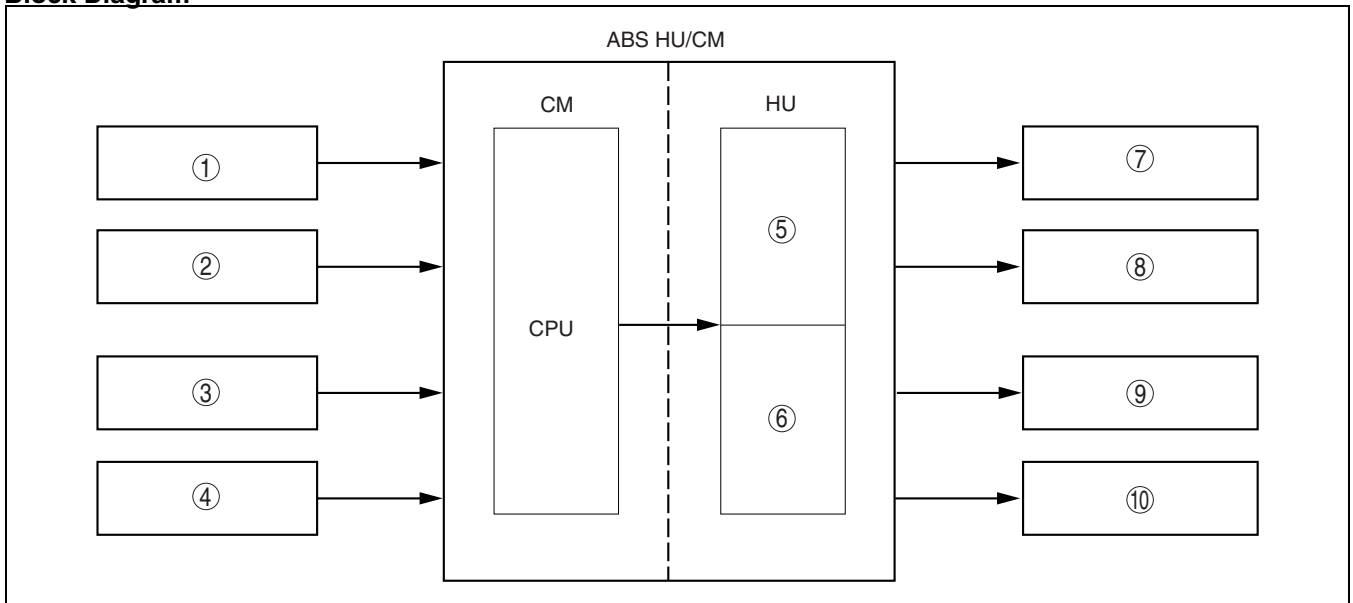 Block Diagram
ABS HU/CM
CM
HU
①
②
③
④
CPU
⑤
⑥
⑦
⑧
⑨
⑩